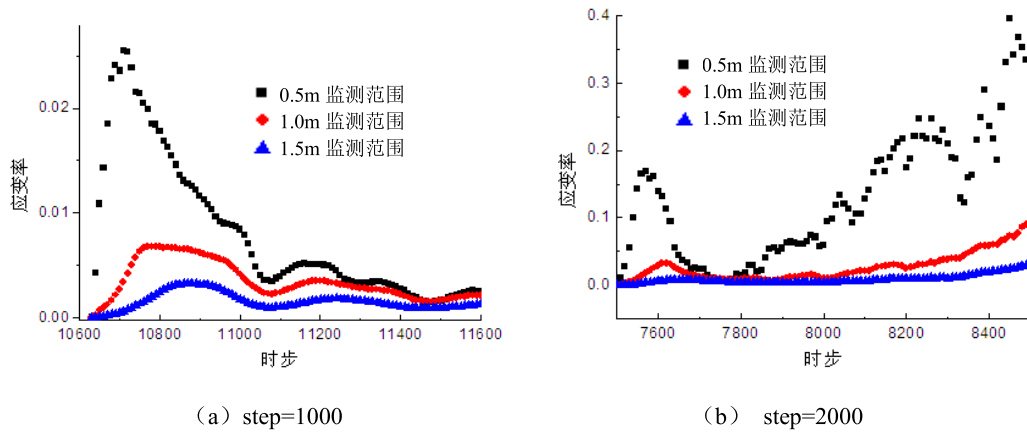 0.02
0.01
0.00
应变率
0.5m 监测范围
1.0m 监测范围
1.5m 监测范围
10600 10800 11000 11200 11400 11600
时步
(a) step=1000
0.4
0.3
0.2
0.1
0.0
应变率
0.5m 监测范围
1.0m 监测范围
1.5m 监测范围
7600 7800 8000 8200 8400
时步
(b) step=2000